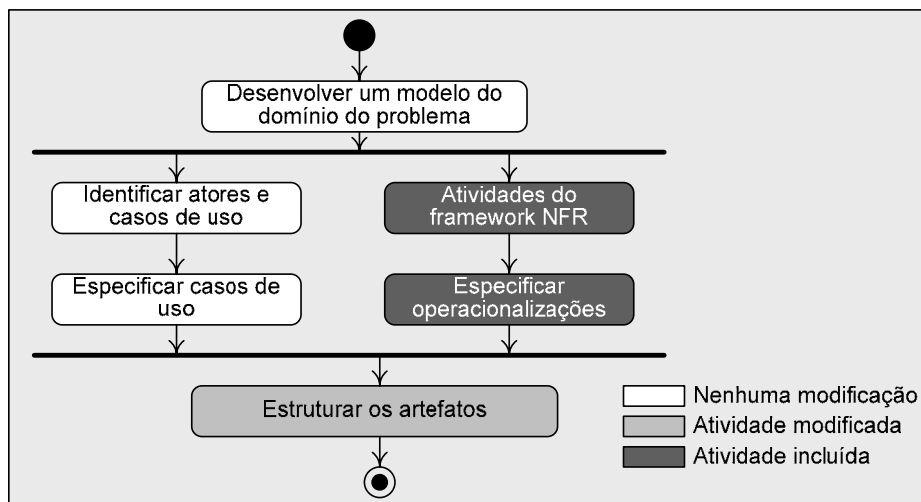 Desenvolver um modelo do
domínio do problema
Identificar atores e
casos de uso
Atividades do
framework NFR
Especificar casos de
uso
Especificar
operacionalizações
Estruturar os artefatos
Nenhuma modificação
Atividade modificada
Atividade incluída